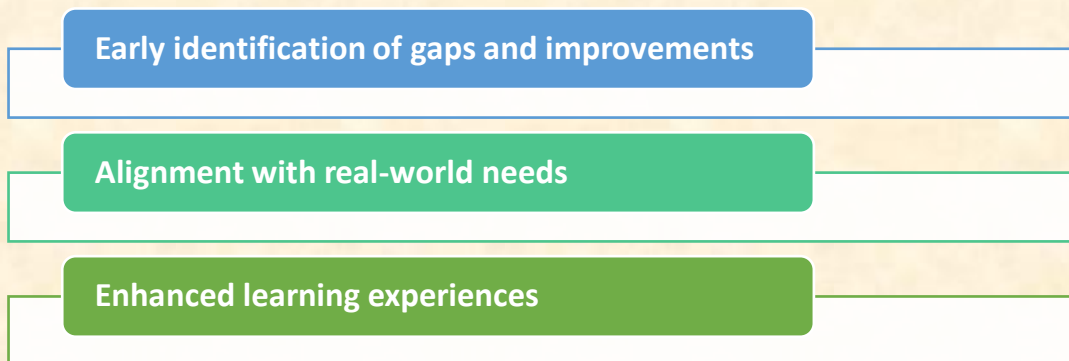 Early identification of gaps and improvements
Alignment with real-world needs
Enhanced learning experiences